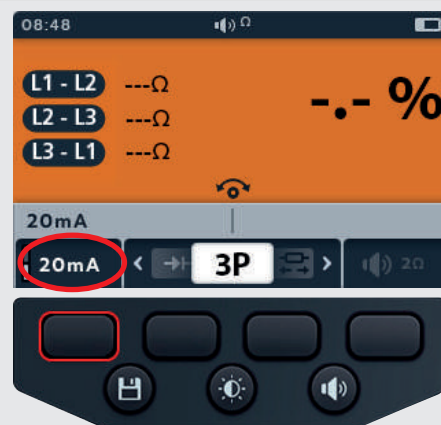 08:48 Ω
L1 - L2 ---Ω
-.- %
L2 - L3 ---Ω
L3 - L1 ---Ω
20mA
20mA < 3P > 2Ω